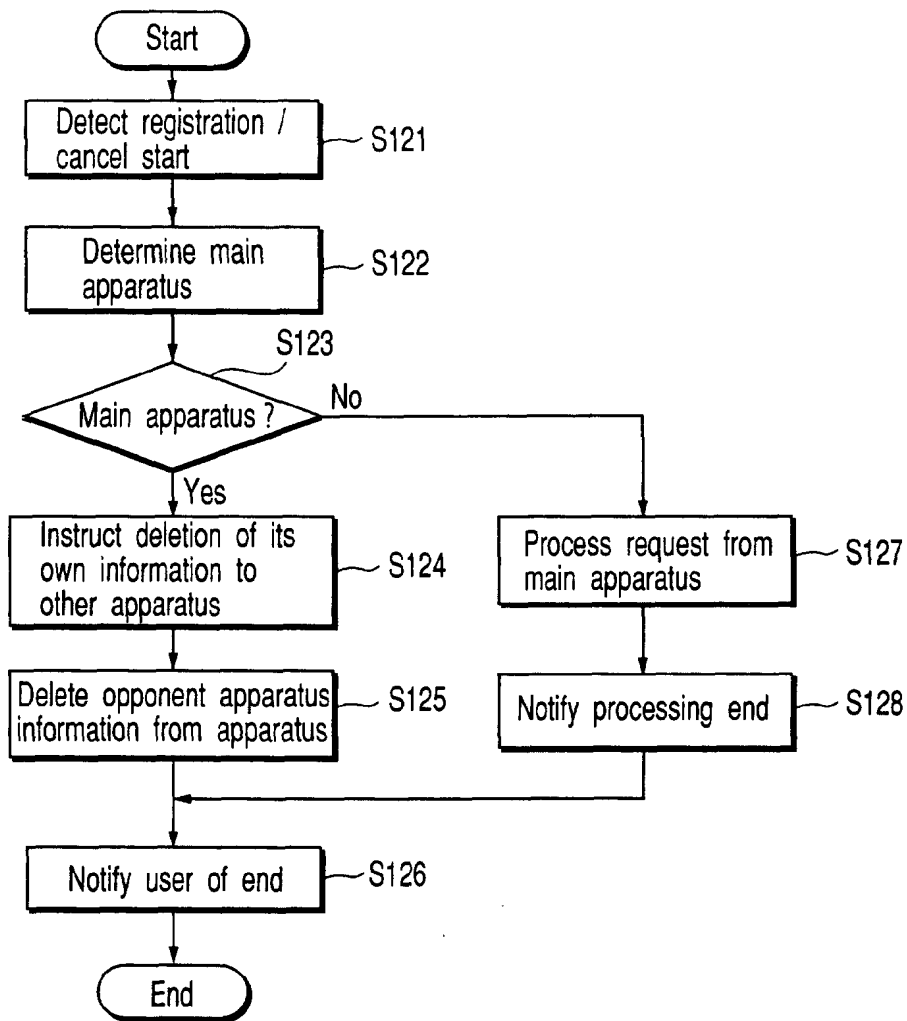 Start
Detect registration /
cancel start
S121
Determine main
apparatus
S122
S123
Main apparatus ?
No
Yes
Instruct deletion of its
own information to
other apparatus
S124
Process request from
main apparatus
S127
Delete opponent apparatus
information from apparatus
S125
Notify processing end
S128
Notify user of end
S126
End